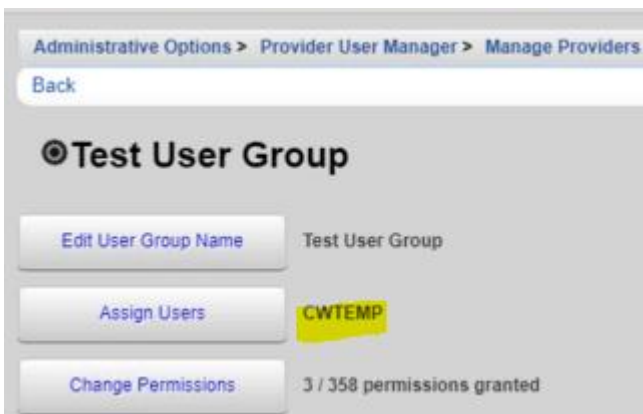 Administrative Options > Provider User Manager > Manage Providers
Back
Test User Group
Edit User Group Name Test User Group
Assign Users CWTEMP
Change Permissions 3 / 358 permissions granted